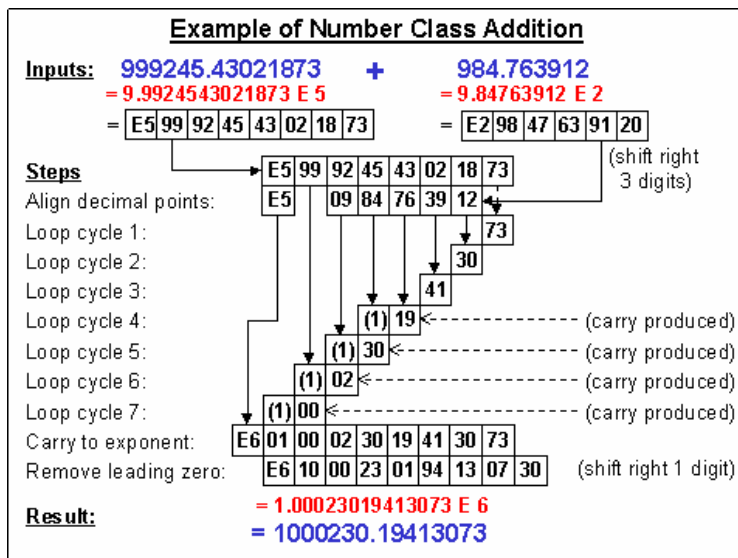 Example of Number Class Addition
Inputs: 999245.43021873 + 984.763912
= 9.9924543021873 E 5 = 9.84763912 E 2
= E5 99 92 45 43 02 18 73 = E2 98 47 63 91 20
(shift right 3 digits)
Steps E5 99 92 45 43 02 18 73
Align decimal points: E5 09 84 76 39 12
Loop cycle 1: 73
Loop cycle 2: 30
Loop cycle 3: 41
Loop cycle 4: (1) 19 (carry produced)
Loop cycle 5: (1) 30 (carry produced)
Loop cycle 6: (1) 02 (carry produced)
Loop cycle 7: (1) 00 (carry produced)
Carry to exponent: E6 01 00 02 30 19 41 30 73
Remove leading zero: E6 10 00 23 01 94 13 07 30 (shift right 1 digit)
Result: = 1.00023019413073 E 6
= 1000230.19413073